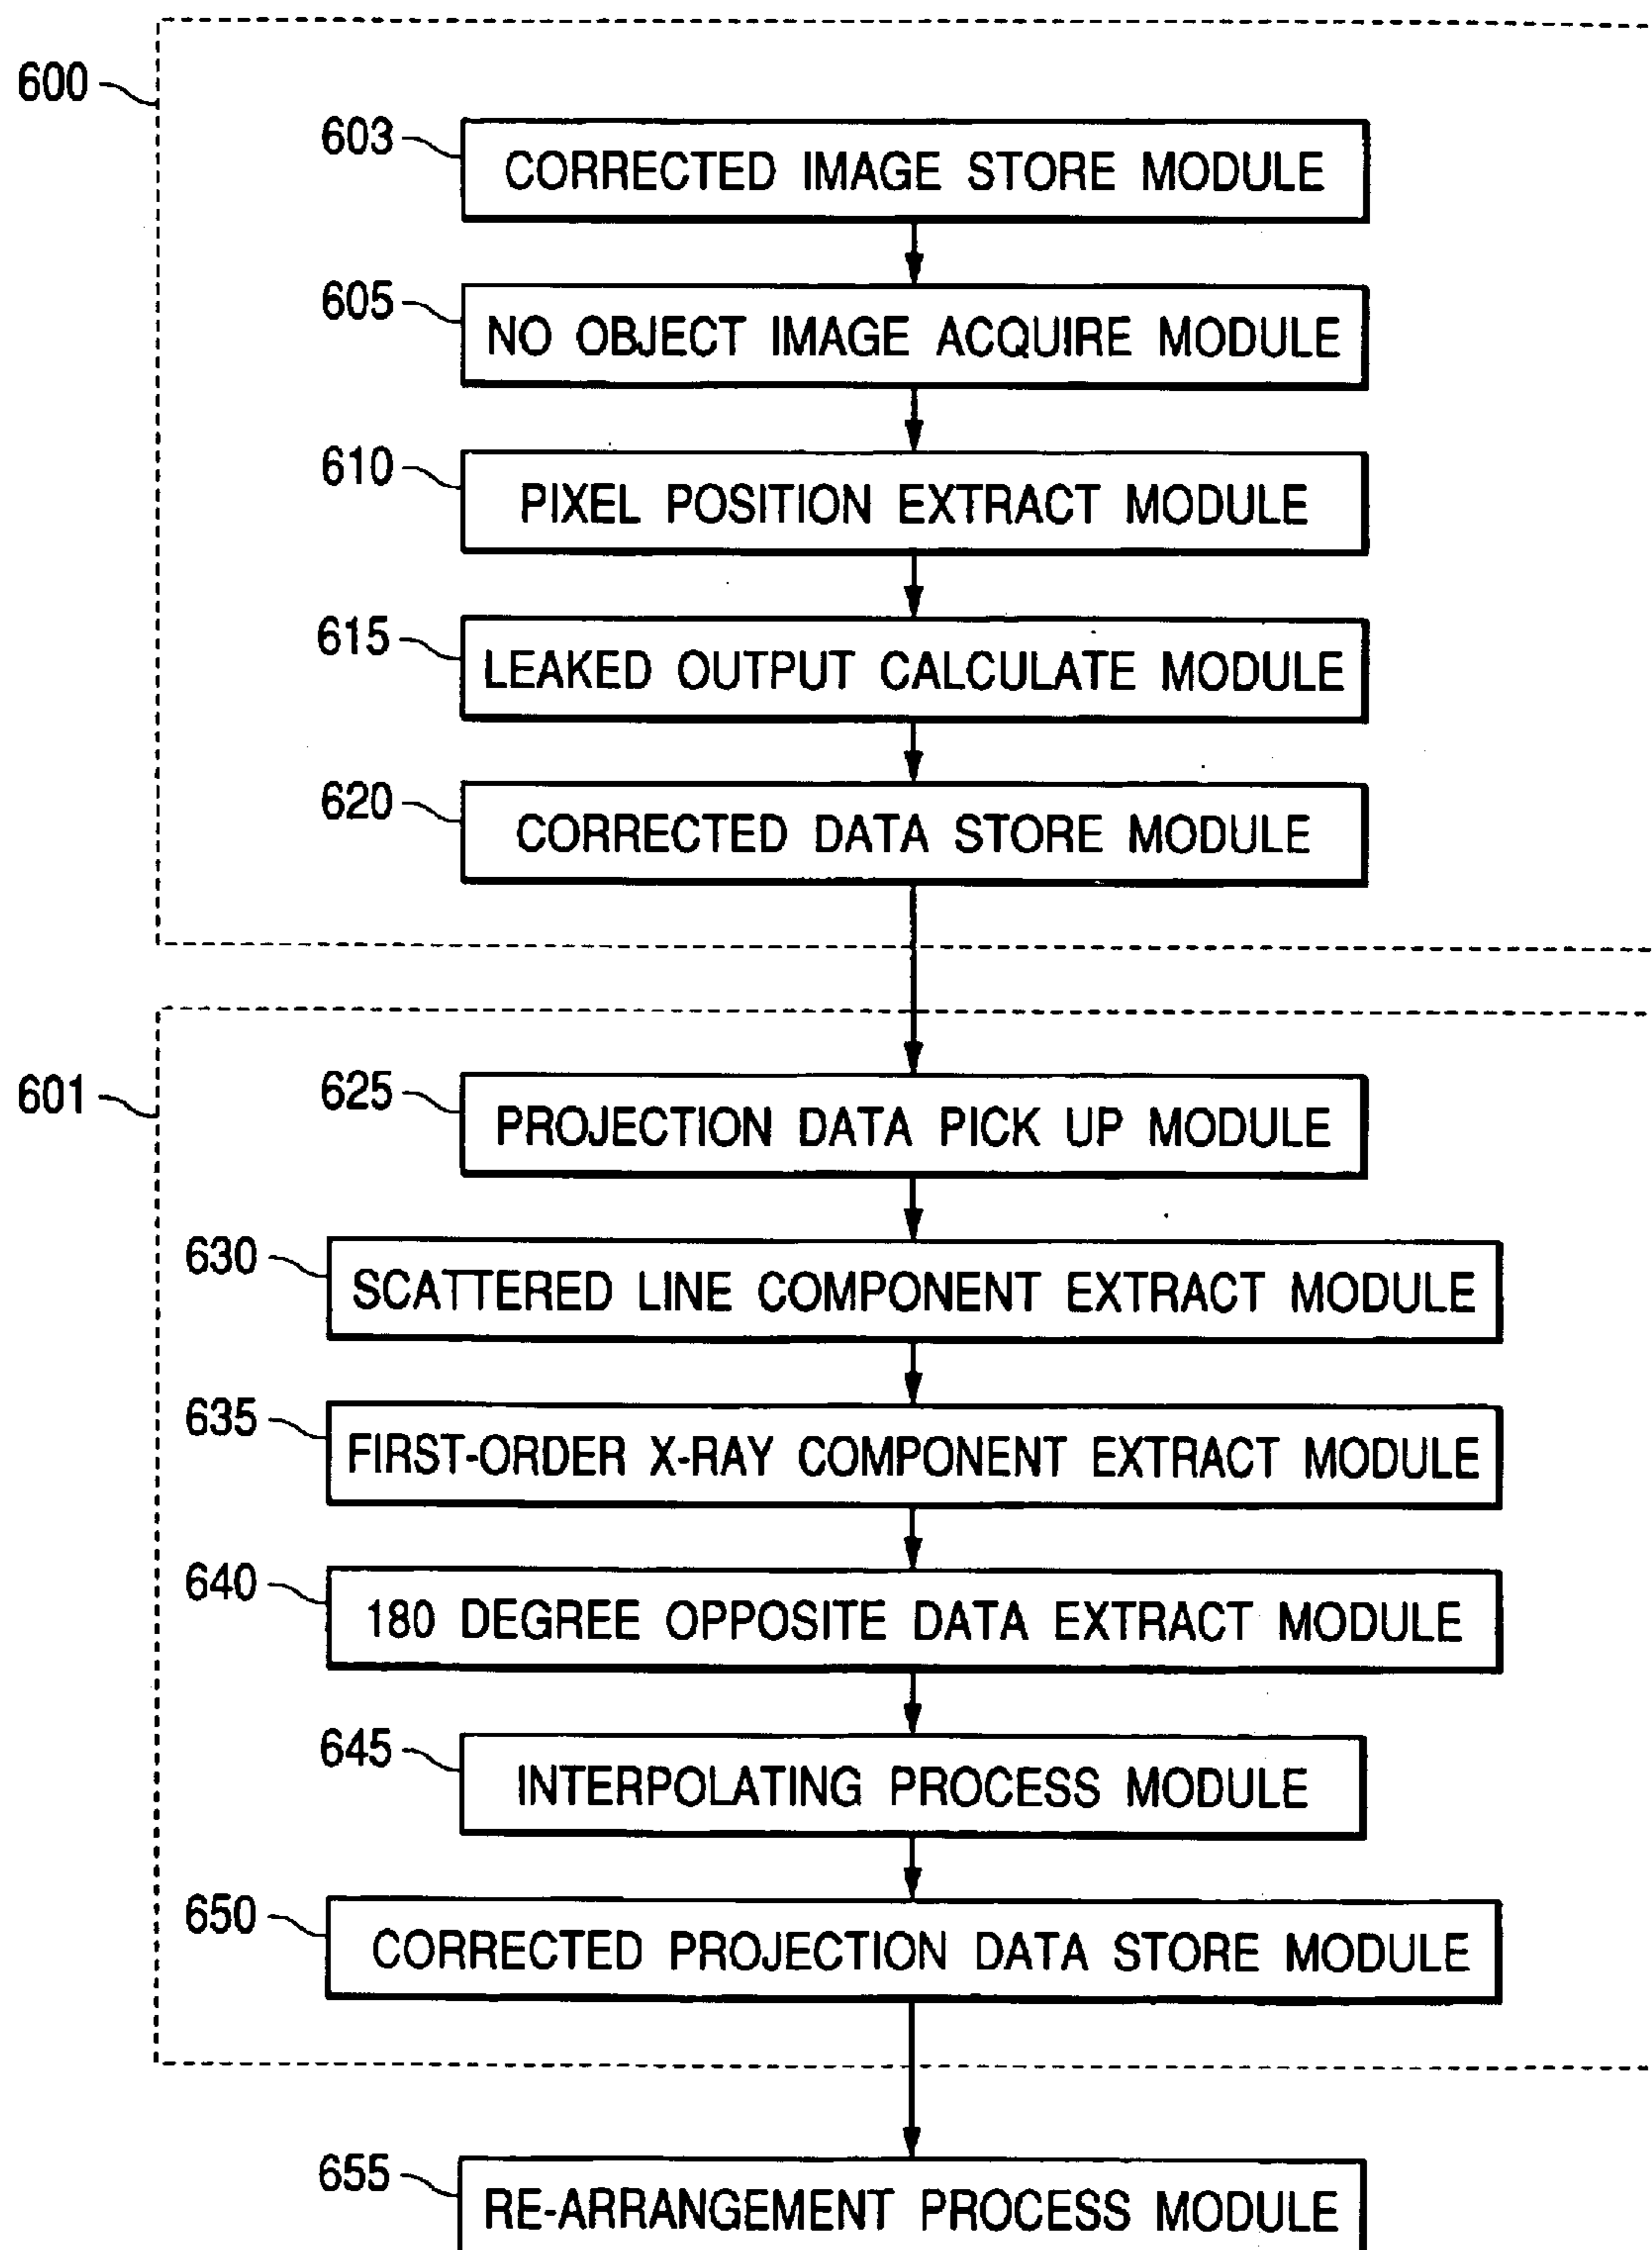 600
603
CORRECTED IMAGE STORE MODULE
605
NO OBJECT IMAGE ACQUIRE MODULE
610
PIXEL POSITION EXTRACT MODULE
615
LEAKED OUTPUT CALCULATE MODULE
620
CORRECTED DATA STORE MODULE
601
625
PROJECTION DATA PICK UP MODULE
630
SCATTERED LINE COMPONENT EXTRACT MODULE
635
FIRST-ORDER X-RAY COMPONENT EXTRACT MODULE
640
180 DEGREE OPPOSITE DATA EXTRACT MODULE
645
INTERPOLATING PROCESS MODULE
650
CORRECTED PROJECTION DATA STORE MODULE
655
RE-ARRANGEMENT PROCESS MODULE